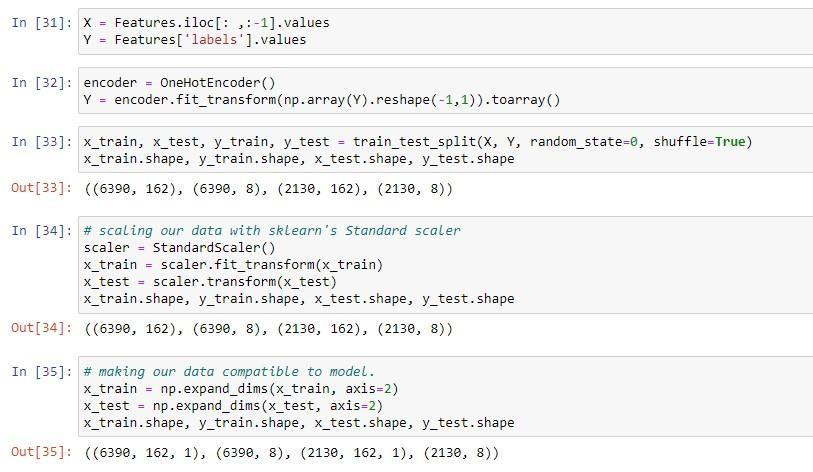 In [31]: X = Features.iloc[: ,:-1].values
Y = Features['labels'].values
In [32]: encoder = OneHotEncoder()
Y = encoder.fit_transform(np.array(Y).reshape(-1,1)).toarray()
In [33]: x_train, x_test, y_train, y_test = train_test_split(X, Y, random_state=0, shuffle=True)
x_train.shape, y_train.shape, x_test.shape, y_test.shape
Out[33]: ((6390, 162), (6390, 8), (2130, 162), (2130, 8))
In [34]: # scaling our data with sklearn's Standard scaler
scaler = StandardScaler()
x_train = scaler.fit_transform(x_train)
x_test = scaler.transform(x_test)
x_train.shape, y_train.shape, x_test.shape, y_test.shape
Out[34]: ((6390, 162), (6390, 8), (2130, 162), (2130, 8))
In [35]: # making our data compatible to model.
x_train = np.expand_dims(x_train, axis=2)
x_test = np.expand_dims(x_test, axis=2)
x_train.shape, y_train.shape, x_test.shape, y_test.shape
Out[35]: ((6390, 162, 1), (6390, 8), (2130, 162, 1), (2130, 8))